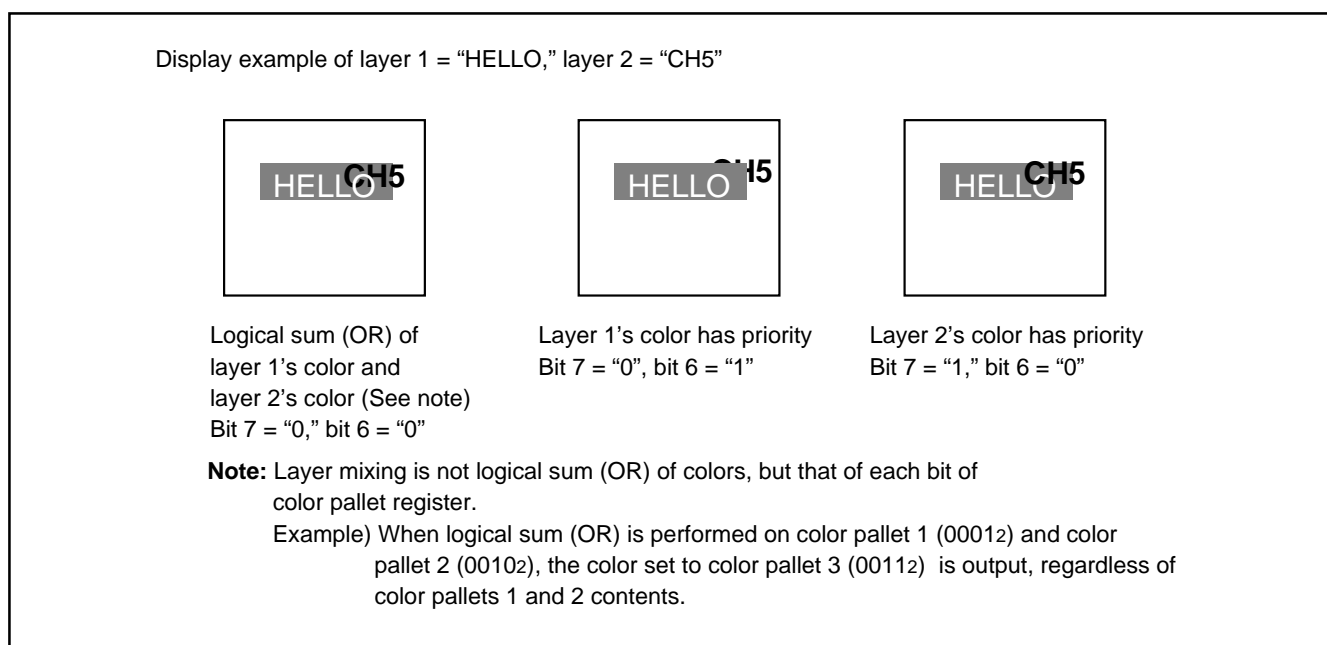 Display example of layer 1 = “HELLO,” layer 2 = “CH5”
HELLO CH5
HELLO H5
HELLO CH5
Logical sum (OR) of
layer 1's color and
layer 2's color (See note)
Bit 7 = “0,” bit 6 = “0”
Layer 1's color has priority
Bit 7 = “0”, bit 6 = “1”
Layer 2's color has priority
Bit 7 = “1,” bit 6 = “0”
Note: Layer mixing is not logical sum (OR) of colors, but that of each bit of
color pallet register.
Example) When logical sum (OR) is performed on color pallet 1 (0001₂) and color
pallet 2 (0010₂), the color set to color pallet 3 (0011₂) is output, regardless of
color pallets 1 and 2 contents.